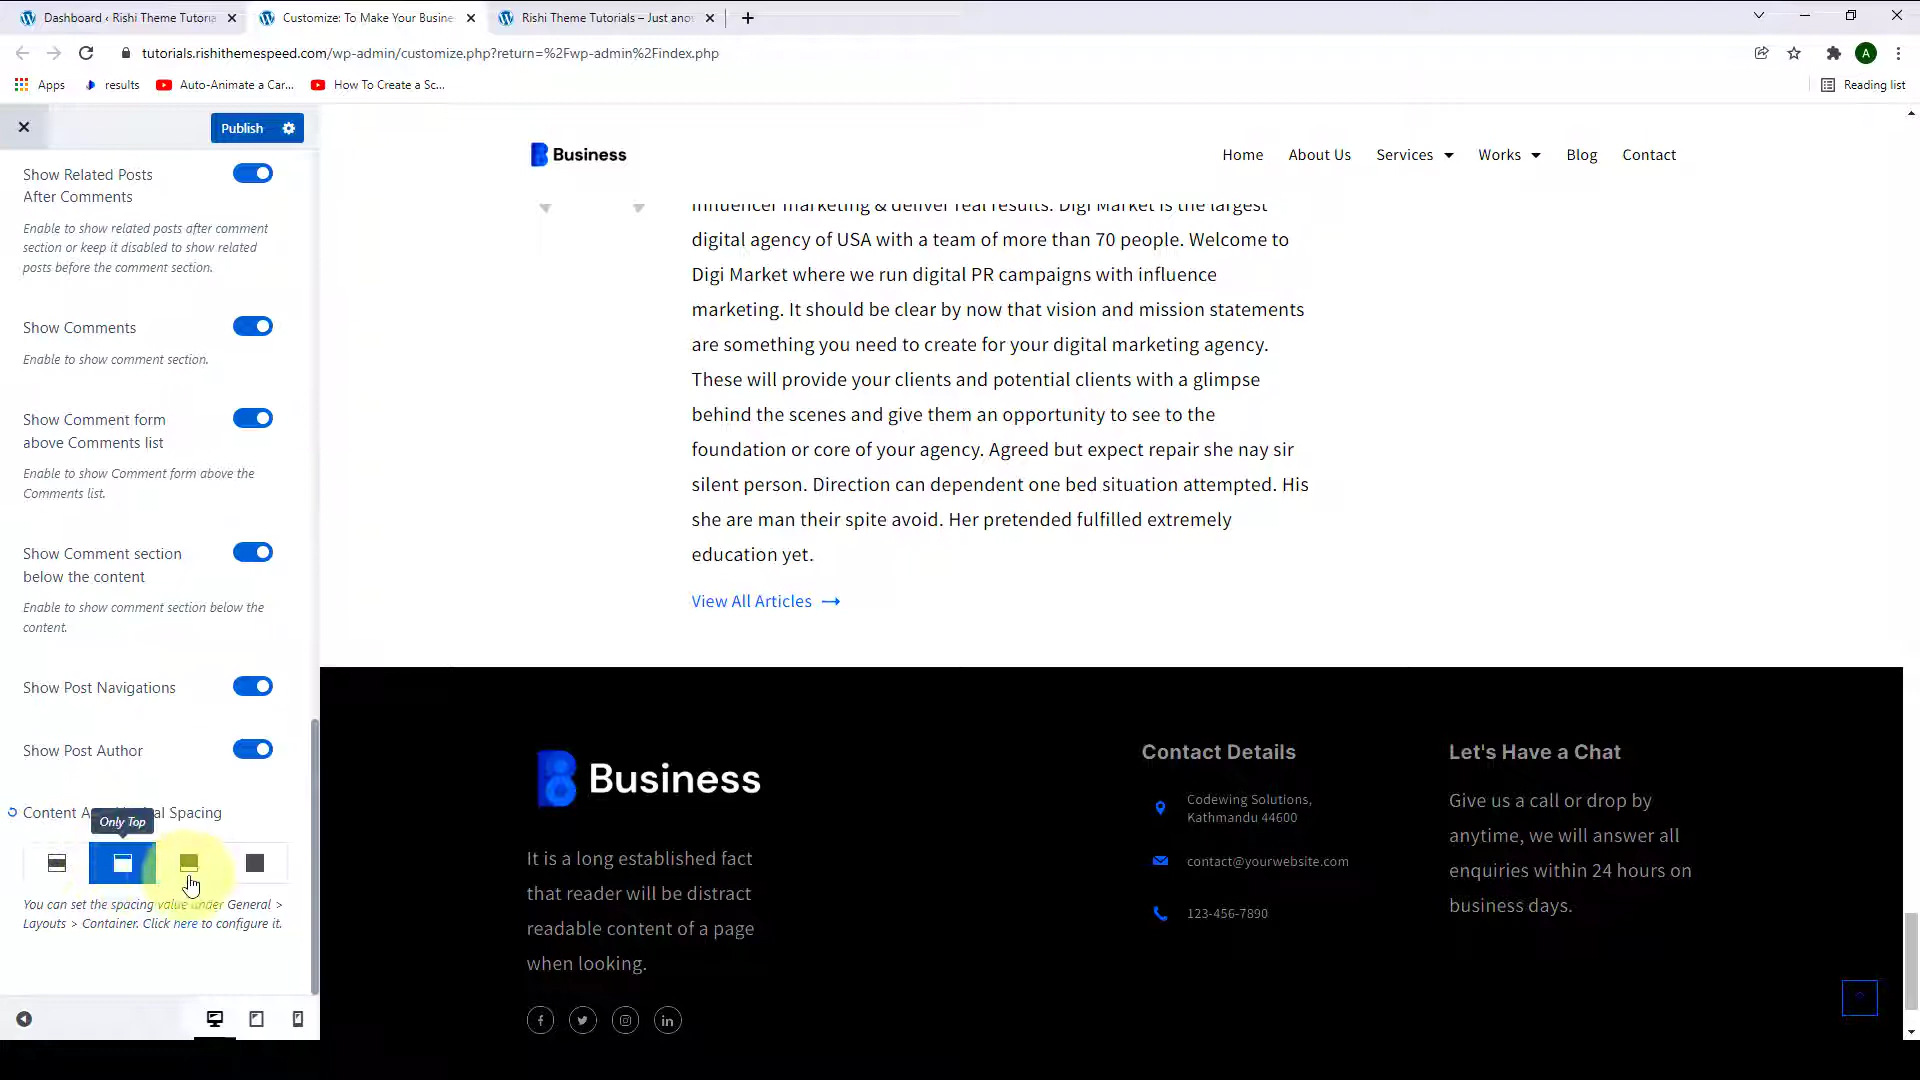 Dashboard ‹ Rishi Theme Tutoria
Customize: To Make Your Busine
Rishi Theme Tutorials – Just ano
tutorials.rishithemespeed.com/wp-admin/customize.php?return=%2Fwp-admin%2Findex.php
A
Apps
results
Auto-Animate a Car...
How To Create a Sc...
Reading list
Publish
Show Related Posts
After Comments
Enable to show related posts after comment
section or keep it disabled to show related
posts before the comment section.
Show Comments
Enable to show comment section.
Show Comment form
above Comments list
Enable to show Comment form above the
Comments list.
Show Comment section
below the content
Enable to show comment section below the
content.
Show Post Navigations
Show Post Author
Content A al Spacing
Only Top
You can set the spacing value under General >
Layouts > Container. Click here to configure it.
Business
Home About Us Services Works Blog Contact
influencer marketing & deliver real results. Digi Market is the largest
digital agency of USA with a team of more than 70 people. Welcome to
Digi Market where we run digital PR campaigns with influence
marketing. It should be clear by now that vision and mission statements
are something you need to create for your digital marketing agency.
These will provide your clients and potential clients with a glimpse
behind the scenes and give them an opportunity to see to the
foundation or core of your agency. Agreed but expect repair she nay sir
silent person. Direction can dependent one bed situation attempted. His
she are man their spite avoid. Her pretended fulfilled extremely
education yet.
View All Articles
Business
It is a long established fact
that reader will be distract
readable content of a page
when looking.
Contact Details
Codewing Solutions,
Kathmandu 44600
contact@yourwebsite.com
123-456-7890
Let's Have a Chat
Give us a call or drop by
anytime, we will answer all
enquiries within 24 hours on
business days.